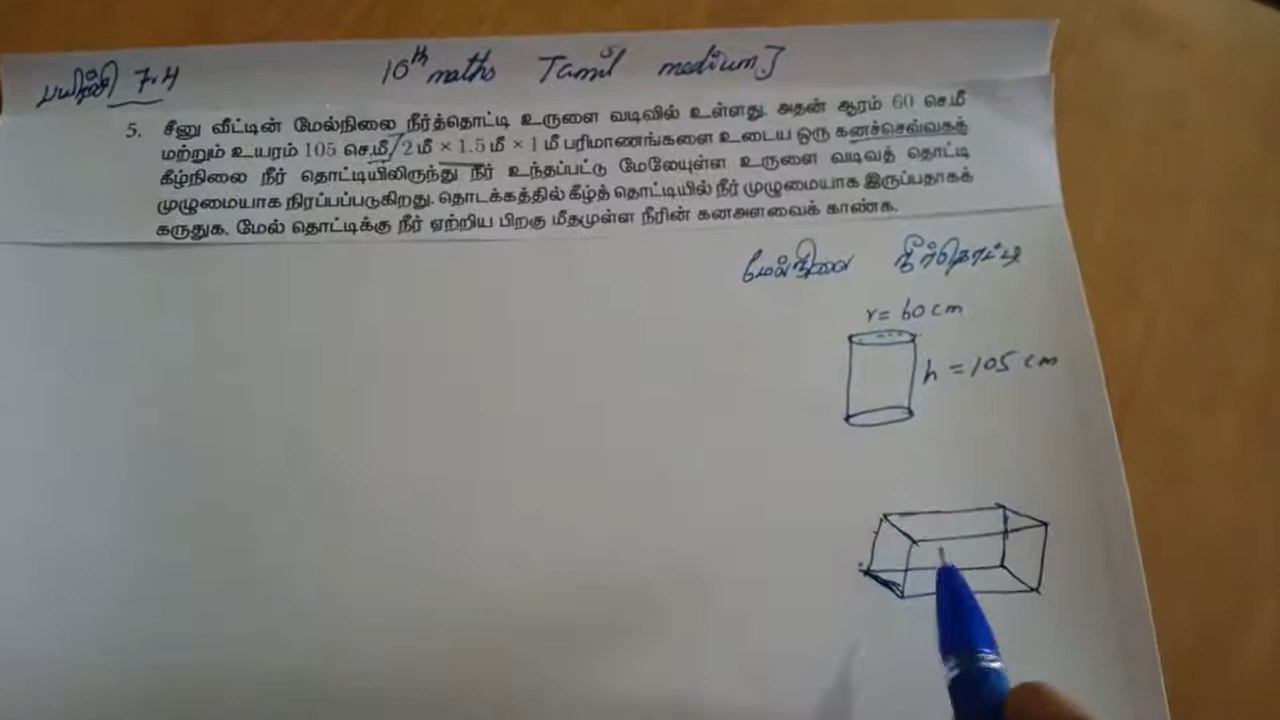 பயிற்சி 7.4
10th maths Tamil medium]
5. சீனு வீட்டின் மேல்நிலை நீர்த்தொட்டி உருளை வடிவில் உள்ளது. அதன் ஆரம் 60 செ.மீ
மற்றும் உயரம் 105 செ.மீ/2 மீ × 1.5 மீ × 1 மீ பரிமாணங்களை உடைய ஒரு கனச்செவ்வகத்
கீழ்நிலை நீர் தொட்டியிலிருந்து நீர் உந்தப்பட்டு மேலேயுள்ள உருளை வடிவத் தொட்டி
முழுமையாக நிரப்பப்படுகிறது. தொடக்கத்தில் கீழ்த் தொட்டியில் நீர் முழுமையாக இருப்பதாகக்
கருதுக. மேல் தொட்டிக்கு நீர் ஏற்றிய பிறகு மீதமுள்ள நீரின் கனஅளவைக் காண்க.
மேல்நிலை நீர்தொட்டி
r = 60 cm
h = 105 cm